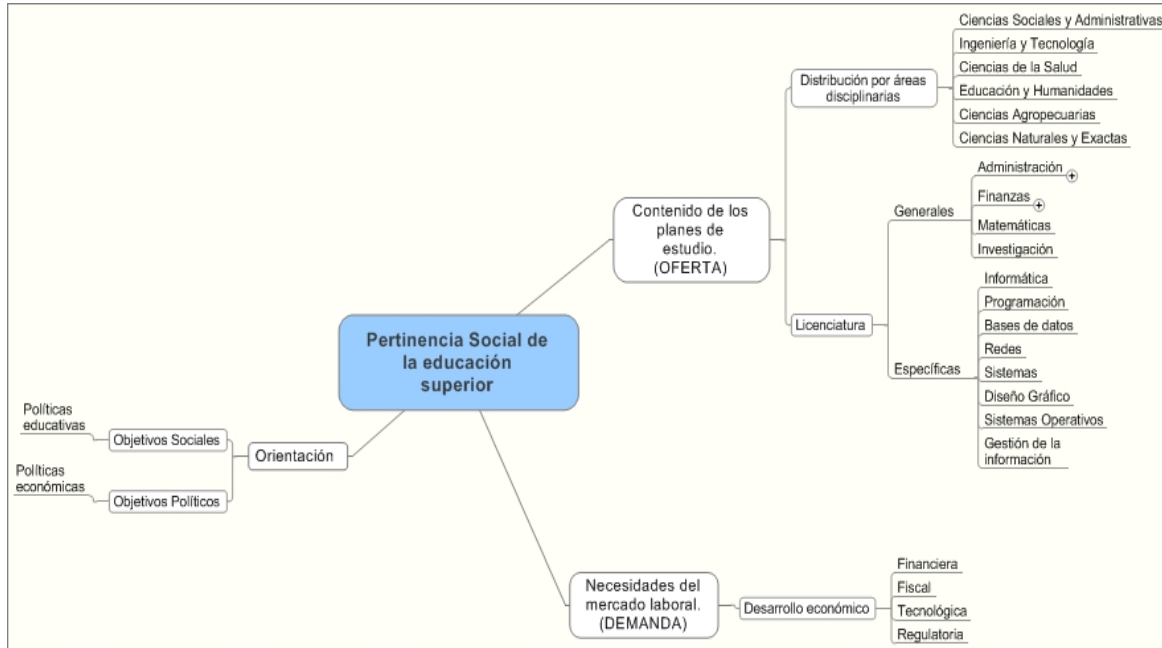 Ciencias Sociales y Administrativas
Ingeniería y Tecnología
Ciencias de la Salud
Educación y Humanidades
Ciencias Agropecuarias
Ciencias Naturales y Exactas
Distribución por áreas
disciplinarias
Contenido de los
planes de
estudio.
(OFERTA)
Administración
Finanzas
Matemáticas
Investigación
Generales
Licenciatura
Específicas
Informática
Programación
Bases de datos
Redes
Sistemas
Diseño Gráfico
Sistemas Operativos
Gestión de la
información
Pertinencia Social de
la educación
superior
Orientación
Objetivos Sociales
Políticas
educativas
Objetivos Políticos
Políticas
económicas
Necesidades del
mercado laboral.
(DEMANDA)
Desarrollo económico
Financiera
Fiscal
Tecnológica
Regulatoria